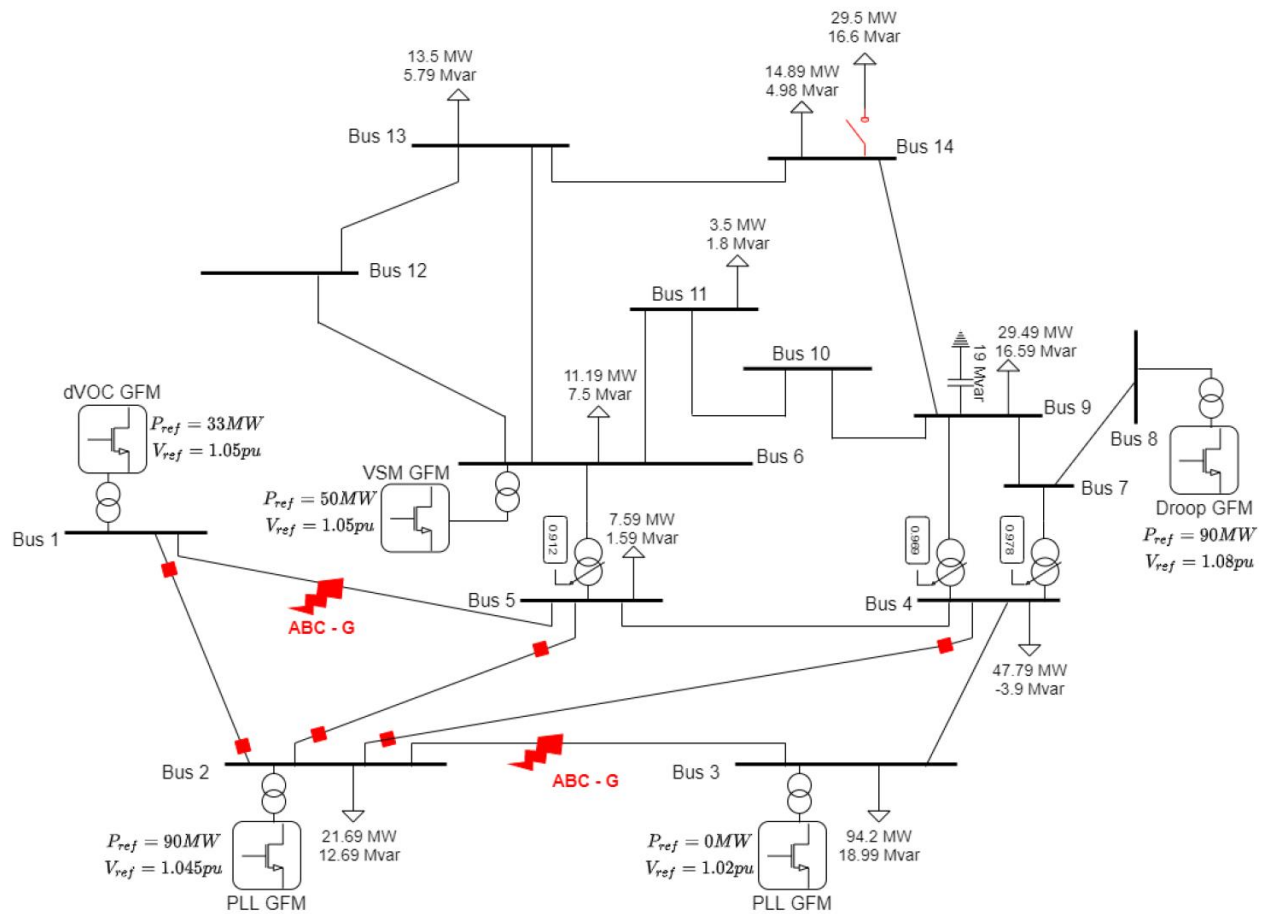 29.5 MW
16.6 Mvar
13.5 MW
5.79 Mvar
14.89 MW
4.98 Mvar
Bus 13
Bus 14
3.5 MW
1.8 Mvar
Bus 12
Bus 11
Bus 10
19 Mvar
29.49 MW
16.59 Mvar
11.19 MW
7.5 Mvar
dVOC GFM
P_ref = 33MW
V_ref = 1.05pu
Bus 9
Bus 8
Bus 6
VSM GFM
P_ref = 50MW
V_ref = 1.05pu
Bus 7
Droop GFM
P_ref = 90MW
V_ref = 1.08pu
Bus 1
0.912
7.59 MW
1.59 Mvar
0.969
0.978
Bus 5
Bus 4
ABC - G
47.79 MW
-3.9 Mvar
Bus 2
ABC - G
Bus 3
P_ref = 90MW
V_ref = 1.045pu
21.69 MW
12.69 Mvar
PLL GFM
P_ref = 0MW
V_ref = 1.02pu
94.2 MW
18.99 Mvar
PLL GFM